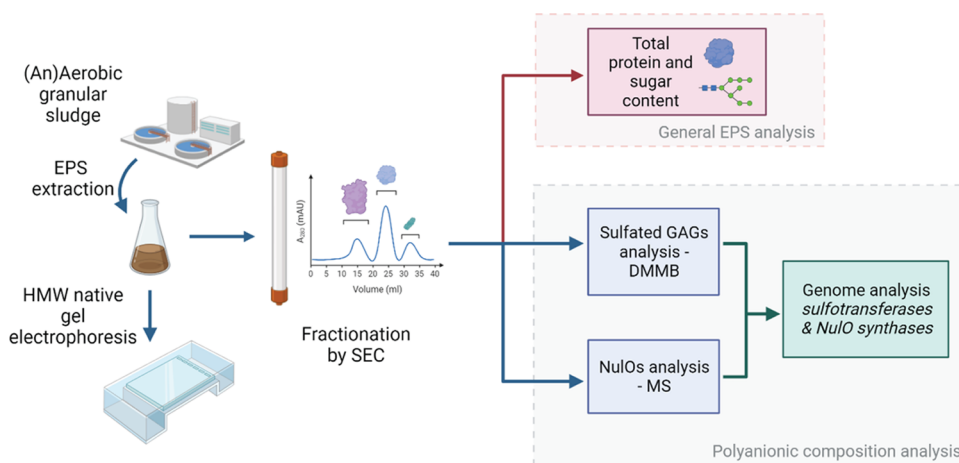 (An)Aerobic
granular
sludge
EPS
extraction
HMW native
gel
electrophoresis
A280 (mAU)
0 5 10 15 20 25 30 35 40
Volume (ml)
Fractionation
by SEC
Total
protein and
sugar
content
General EPS analysis
Sulfated GAGs
analysis -
DMMB
NulOs analysis
- MS
Genome analysis
sulfotransferases
& NulO synthases
Polyanionic composition analysis